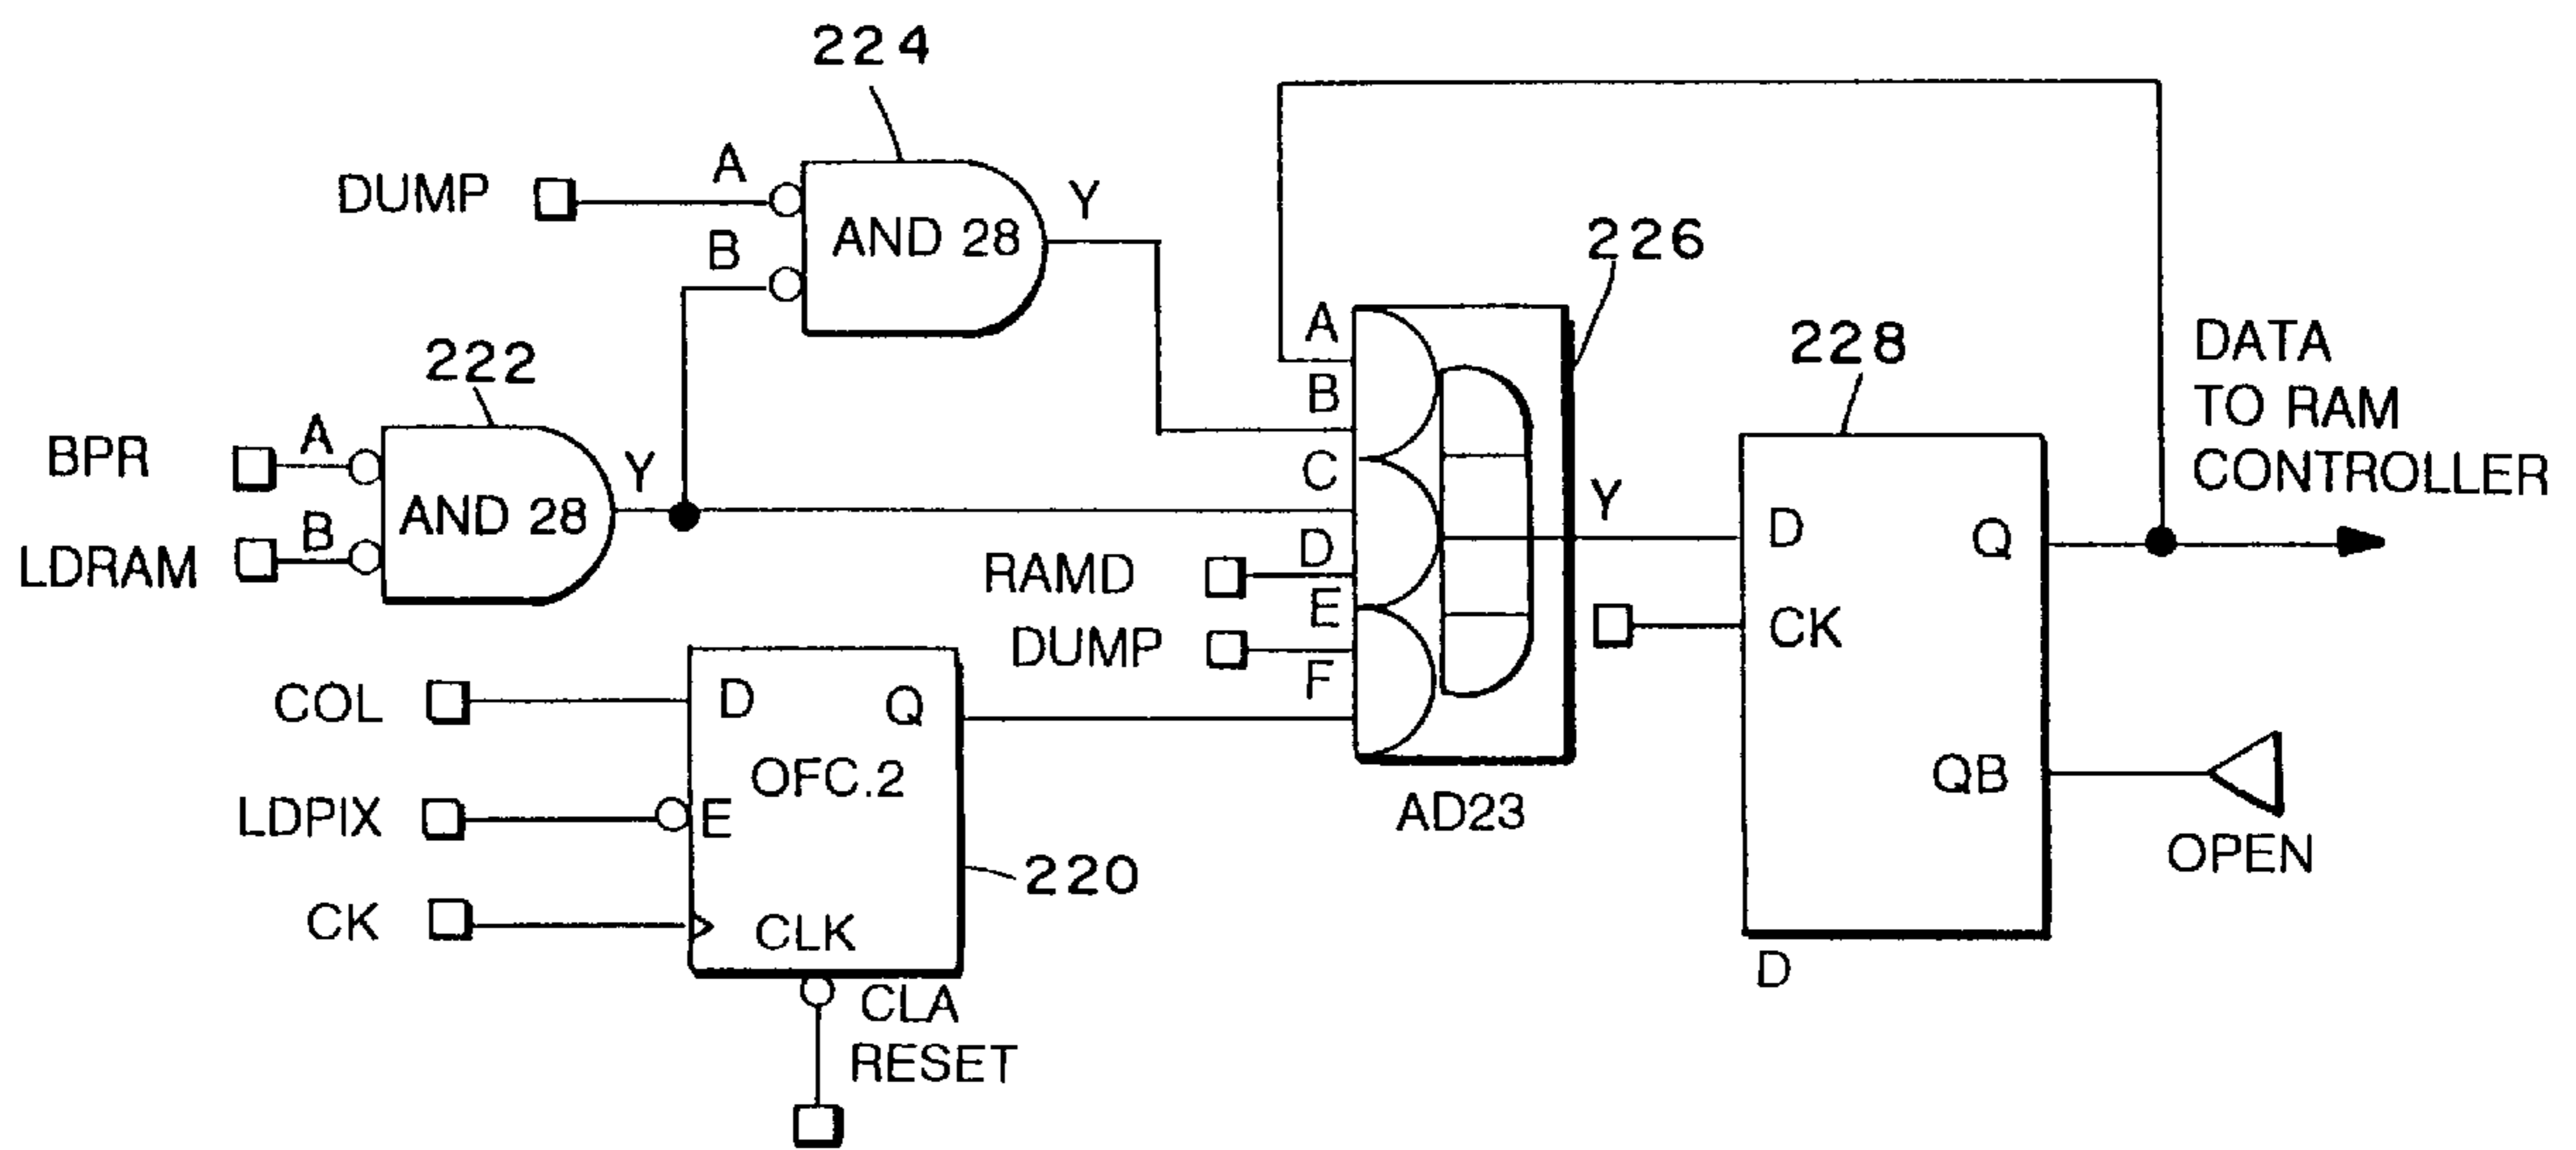 224
DUMP
A
B
AND 28
Y
222
BPR
LDRAM
A
B
AND 28
Y
226
A
B
C
D
E
F
RAMD
DUMP
AD23
Y
228
D
Q
CK
QB
D
DATA
TO RAM
CONTROLLER
OPEN
COL
LDPIX
CK
D
Q
OFC.2
E
CLK
220
CLA
RESET